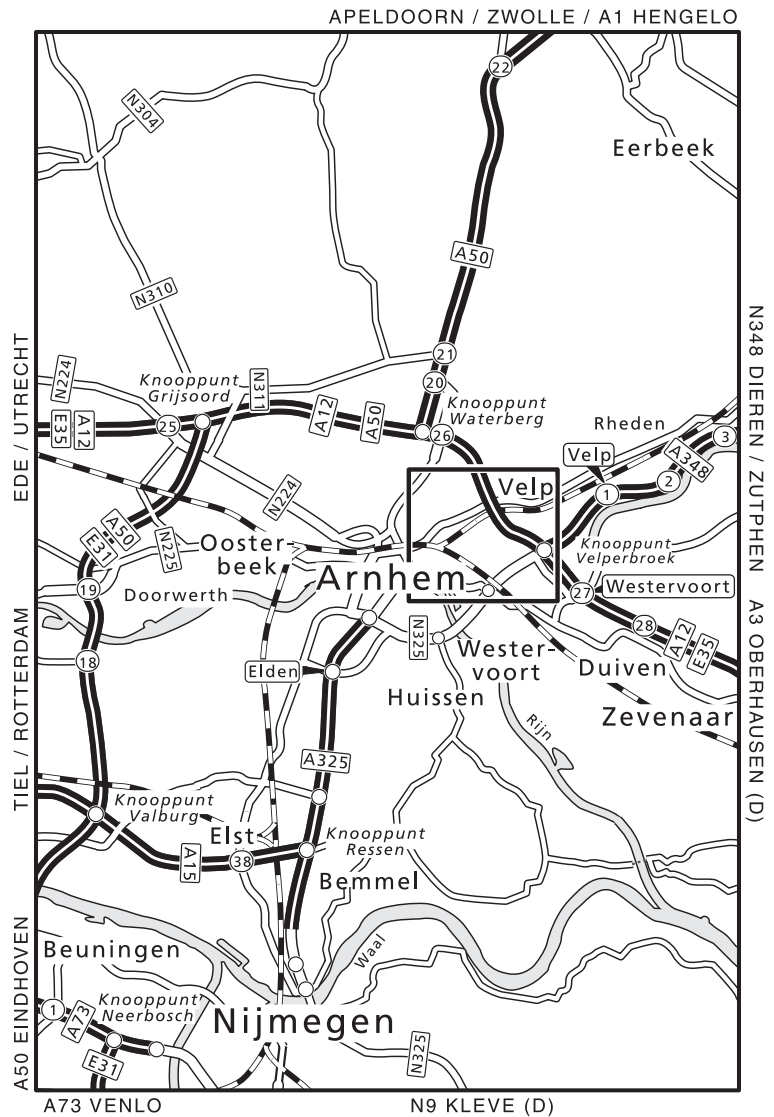 APELDOORN / ZWOLLE / A1 HENGELO
22
N304
Eerbeek
A50
N310
N348 DIEREN / ZUTPHEN
EDE / UTRECHT
21
N224
Knooppunt
Grijsoord
N311
20
Knooppunt
Waterberg
E35
A12
25
A12
A50
26
Rheden
3
Velp
A348
2
1
Velp
N224
A50
E31
N225
Ooster-
beek
Knooppunt
Velperbroek
Arnhem
19
Doorwerth
27
Westervoort
28
A12
E35
N325
Wester-
voort
18
Elden
Duiven
Huissen
Zevenaar
A3 OBERHAUSEN (D)
TIEL / ROTTERDAM
Rijn
A325
Knooppunt
Valburg
Elst
Knooppunt
Ressen
A15
38
Bemmel
Waal
Beuningen
A50 EINDHOVEN
1
A73
Knooppunt
Neerbosch
Nijmegen
E31
N325
A73 VENLO
N9 KLEVE (D)